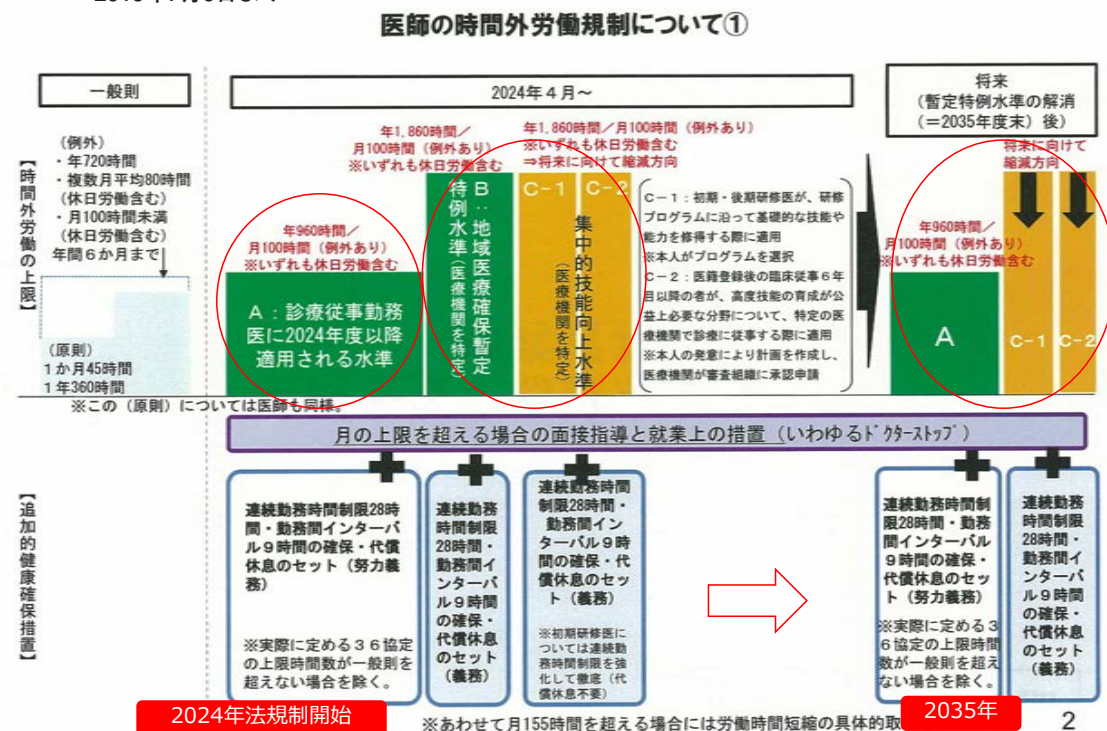 医師の時間外労働規制について①
一般則
2024年4月～
将来
(暫定特例水準の解消
(=2035年度末)後)
【時間外労働の上限】
(例外)
・年720時間
・複数月平均80時間
(休日労働含む)
・月100時間未満
(休日労働含む)
年間6か月まで
(原則)
1か月45時間
1年360時間
※この(原則)については医師も同様。
年960時間/
月100時間(例外あり)
※いずれも休日労働含む
A:診療従事勤務
医に2024年度以降
適用される水準
年1,860時間/
月100時間(例外あり)
※いずれも休日労働含む
B:地域医療確保暫定
特例水準(医療機関を特定)
年1,860時間/月100時間(例外あり)
※いずれも休日労働含む
⇒将来に向けて縮減方向
C-1
C-2
集中的技能向上水準
(医療機関を特定)
C-1:初期・後期研修医が、研修
プログラムに沿って基礎的な技能や
能力を修得する際に適用
※本人がプログラムを選択
C-2:医籍登録後の臨床従事6年
目以降の者が、高度技能の育成が公
益上必要な分野について、特定の医
療機関で診療に従事する際に適用
※本人の発意により計画を作成し、
医療機関が審査組織に承認申請
将来に向けて
縮減方向
年960時間/
月100時間(例外あり)
※いずれも休日労働含む
A
C-1
C-2
月の上限を超える場合の面接指導と就業上の措置(いわゆるドクターストップ)
【追加的健康確保措置】
連続勤務時間制限28時
間・勤務間インターバ
ル9時間の確保・代償
休息のセット(努力義
務)
※実際に定める36協定
の上限時間数が一般則を
超えない場合を除く。
連続勤務
時間制限
28時間・
勤務間イ
ンターバ
ル9時間
の確保・
代償休息
のセット
(義務)
連続勤務時間
制限28時間・
勤務間イン
ターバル9時
間の確保・代
償休息のセッ
ト(義務)
※初期研修医に
ついては連続勤
務時間制限を強
化して徹底(代
償休息不要)
連続勤務時間制
限28時間・勤務
間インターバル
9時間の確保・
代償休息のセッ
ト(努力義務)
※実際に定める3
6協定の上限時間
数が一般則を超え
ない場合を除く。
連続勤務
時間制限
28時間・
勤務間イ
ンターバ
ル9時間
の確保・
代償休息
のセット
(義務)
2024年法規制開始
※あわせて月155時間を超える場合には労働時間短縮の具体的取
2035年
2